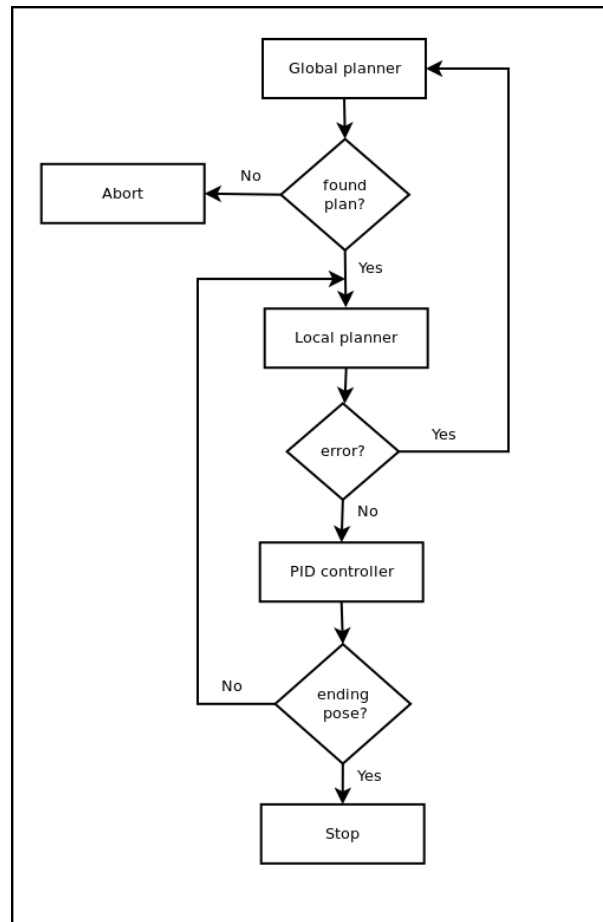 Global planner
found
plan?
No
Abort
Yes
Local planner
error?
Yes
No
PID controller
ending
pose?
No
Yes
Stop